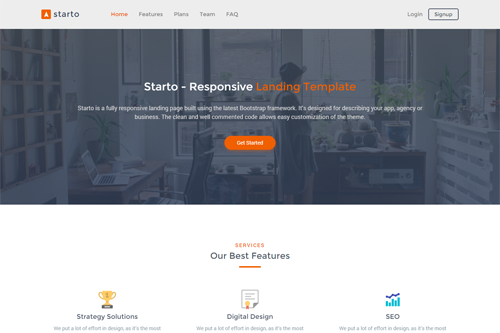 starto
Home Features Plans Team FAQ
Login Signup
Starto - Responsive Landing Template
Starto is a fully responsive landing page built using the latest Bootstrap framework. It's designed for describing your app, agency or
business. The clean and well commented code allows easy customization of the theme.
Get Started
SERVICES
Our Best Features
Strategy Solutions Digital Design SEO
We put a lot of effort in design, as it's the most We put a lot of effort in design, as it's the most We put a lot of effort in design, as it's the most